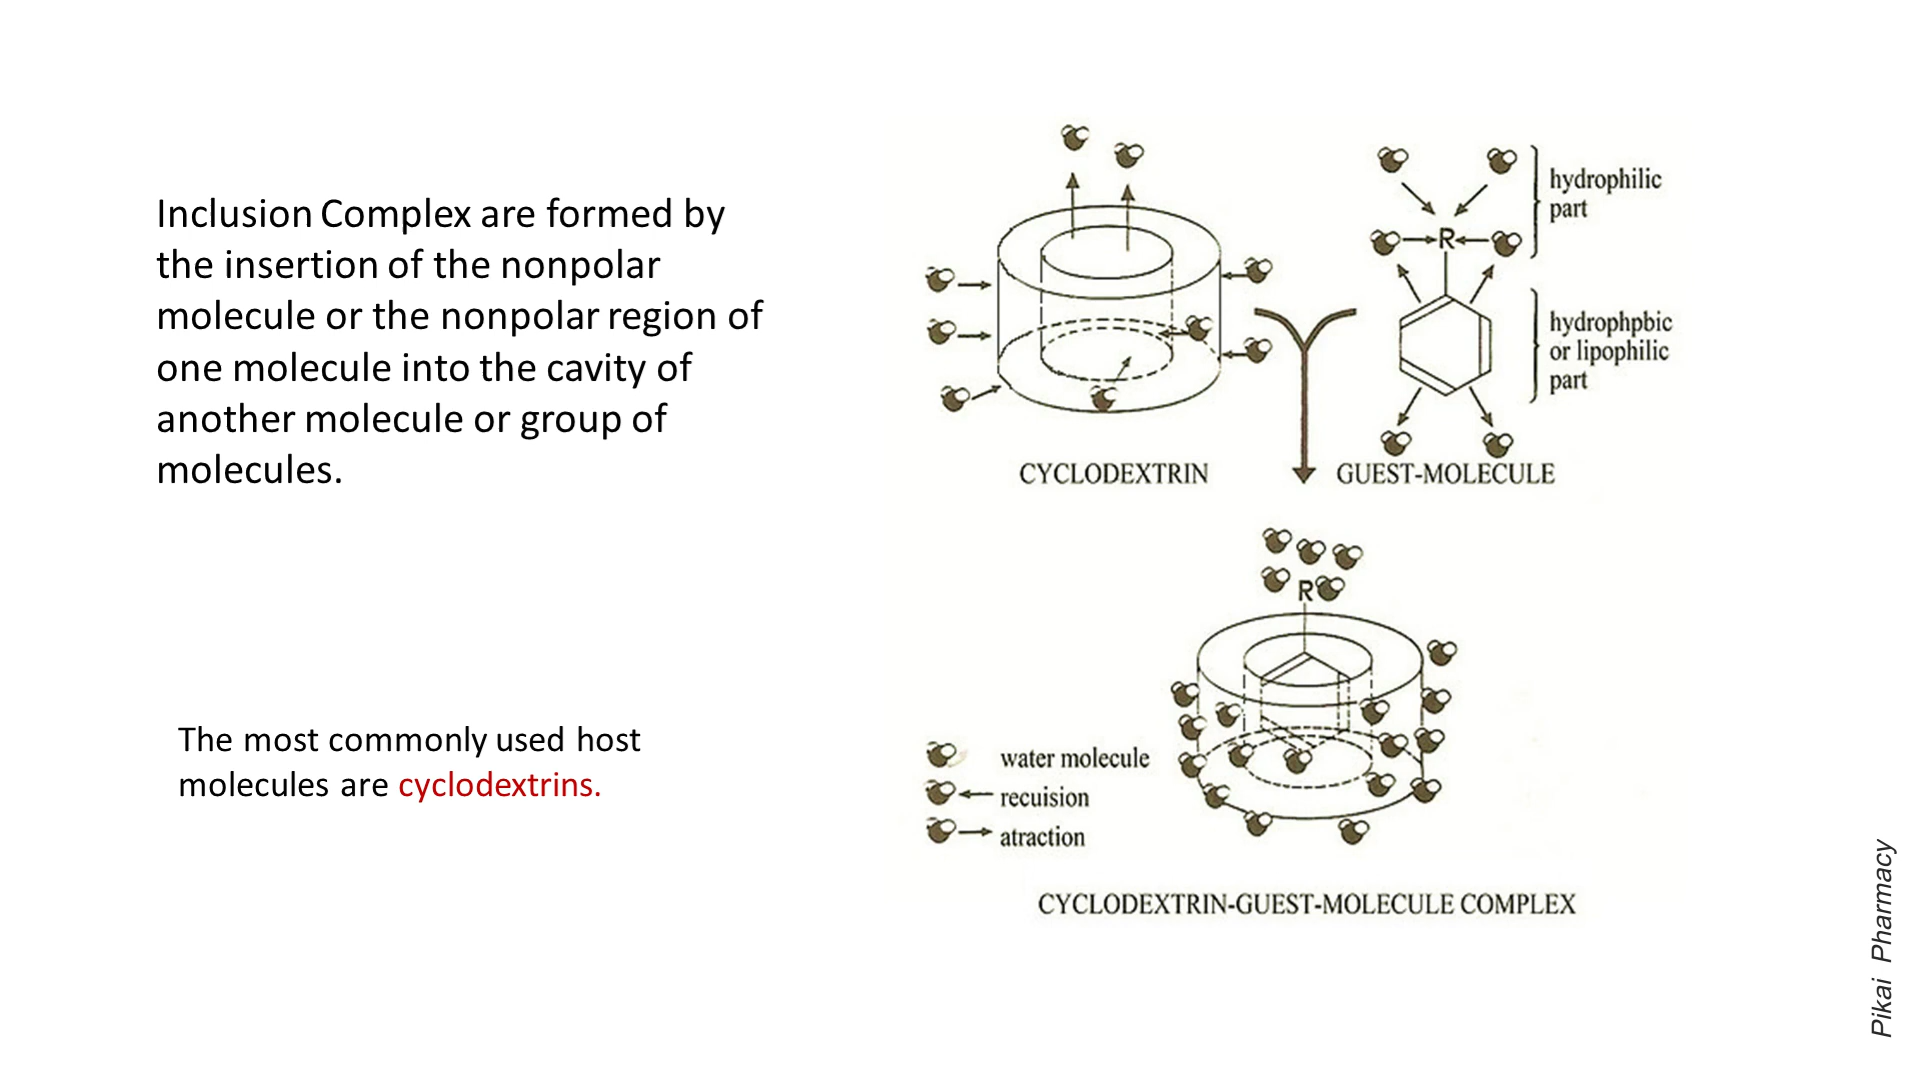 Inclusion Complex are formed by
the insertion of the nonpolar
molecule or the nonpolar region of
one molecule into the cavity of
another molecule or group of
molecules.
The most commonly used host
molecules are cyclodextrins.
hydrophilic
part
R
hydrophpbic
or lipophilic
part
CYCLODEXTRIN
GUEST-MOLECULE
R
water molecule
recuision
atraction
CYCLODEXTRIN-GUEST-MOLECULE COMPLEX
Pikai Pharmacy